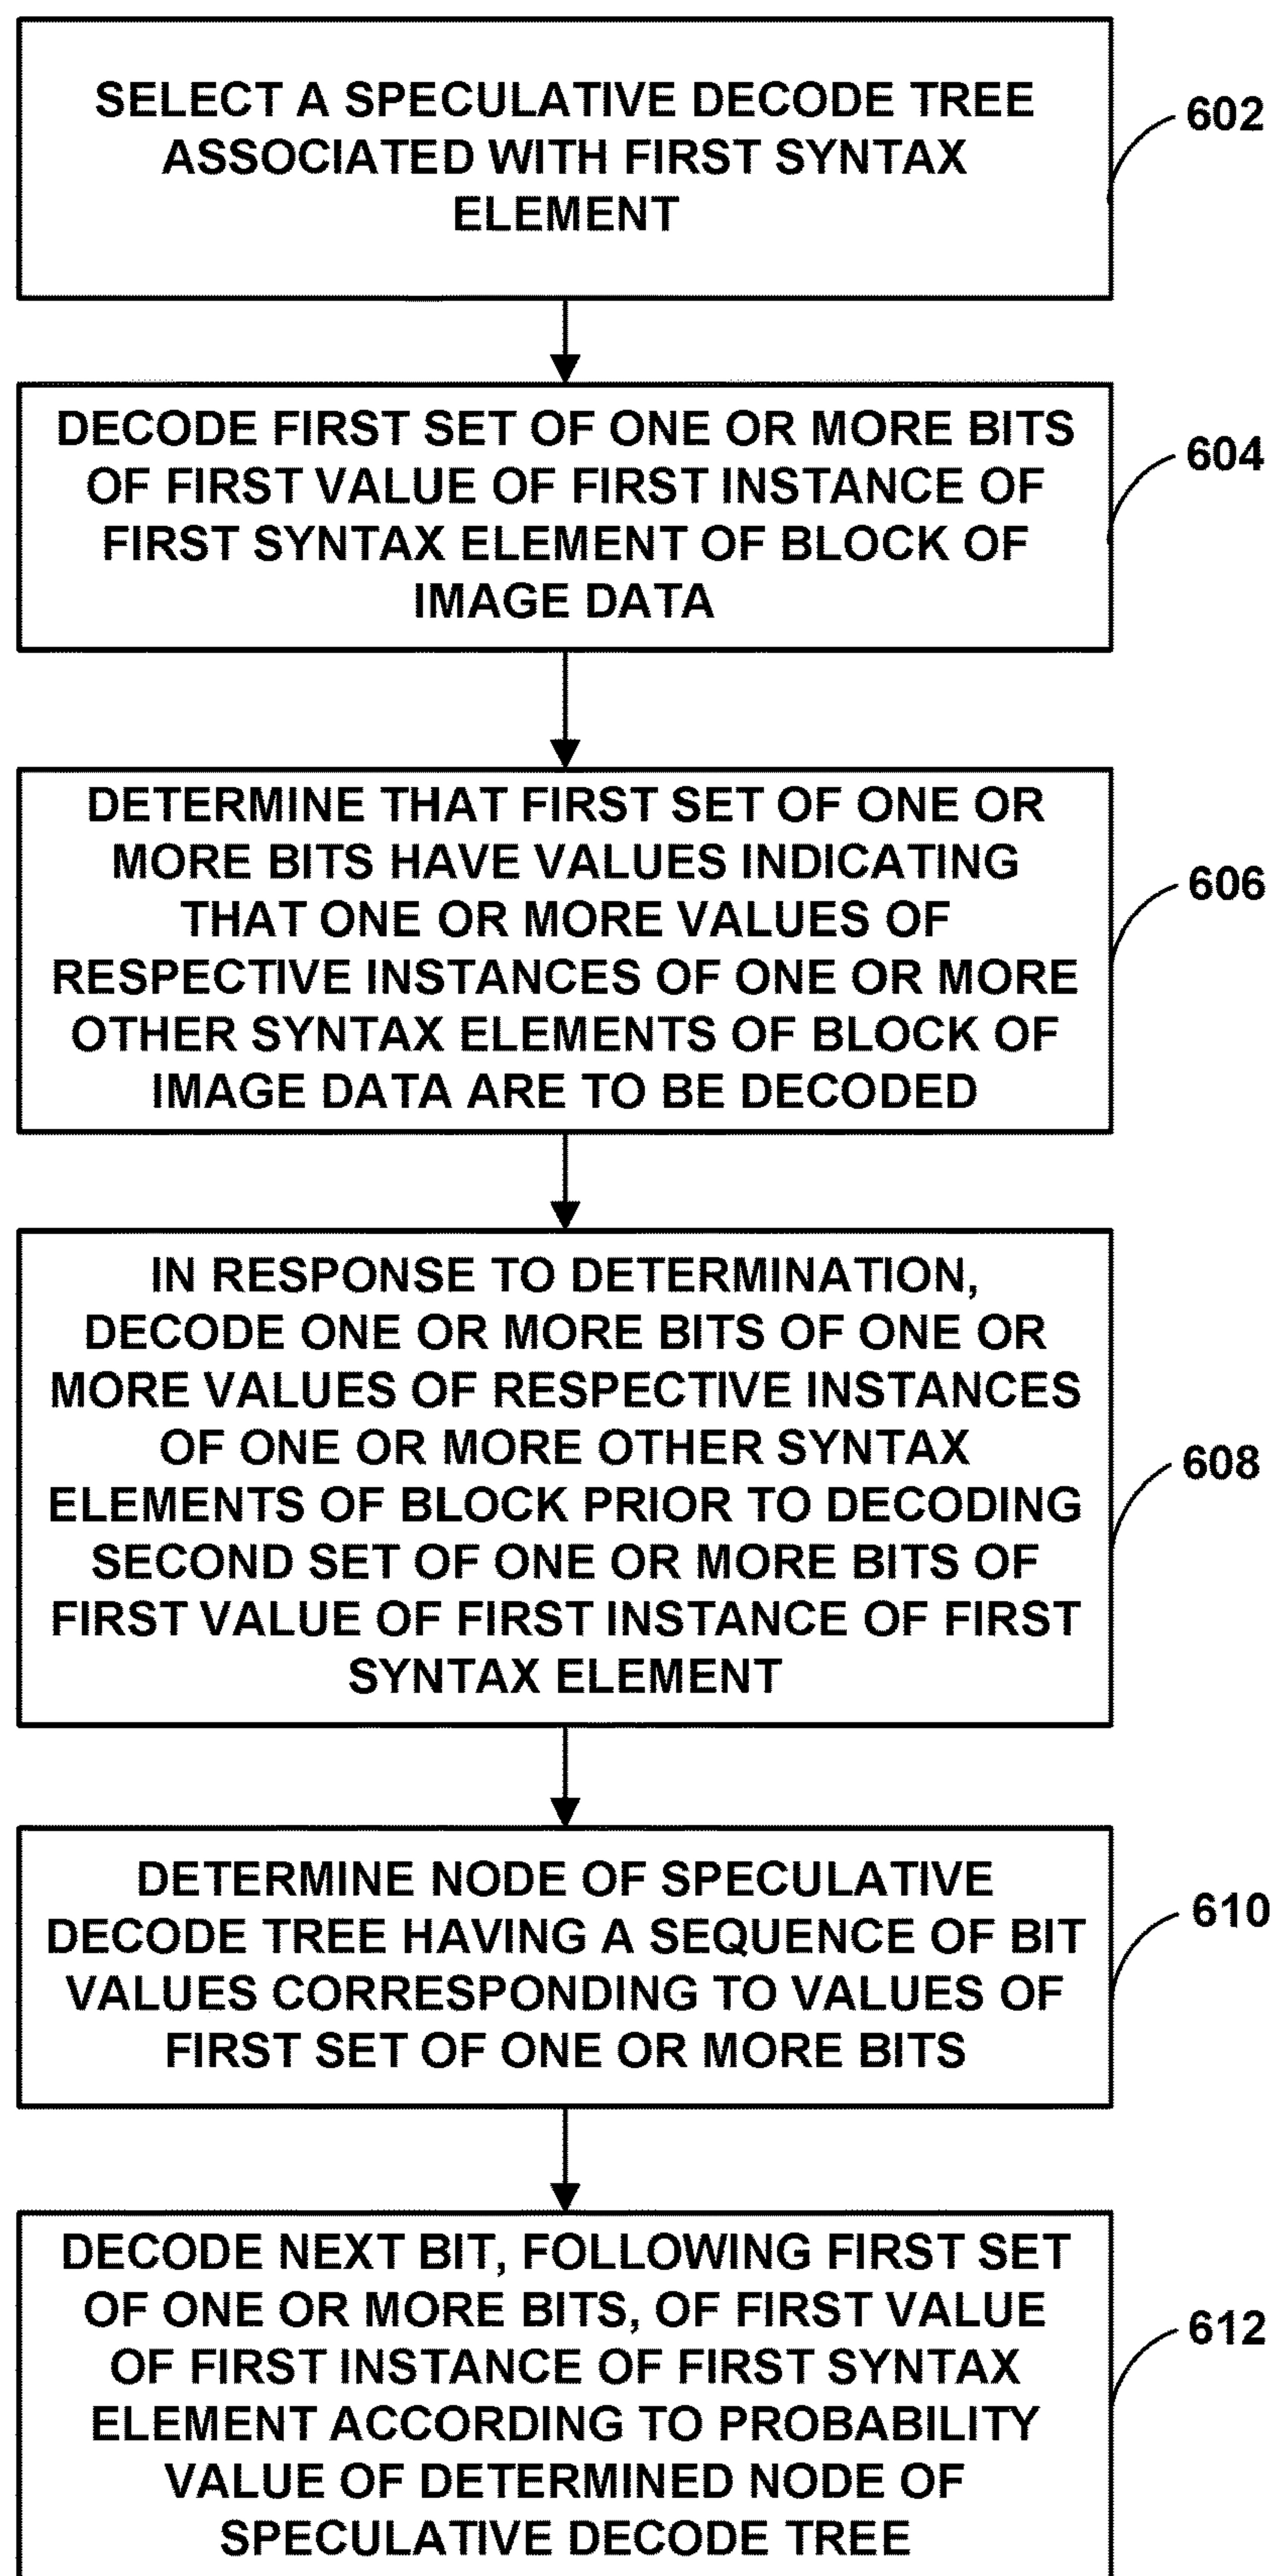 SELECT A SPECULATIVE DECODE TREE
ASSOCIATED WITH FIRST SYNTAX
ELEMENT
602
DECODE FIRST SET OF ONE OR MORE BITS
OF FIRST VALUE OF FIRST INSTANCE OF
FIRST SYNTAX ELEMENT OF BLOCK OF
IMAGE DATA
604
DETERMINE THAT FIRST SET OF ONE OR
MORE BITS HAVE VALUES INDICATING
THAT ONE OR MORE VALUES OF
RESPECTIVE INSTANCES OF ONE OR MORE
OTHER SYNTAX ELEMENTS OF BLOCK OF
IMAGE DATA ARE TO BE DECODED
606
IN RESPONSE TO DETERMINATION,
DECODE ONE OR MORE BITS OF ONE OR
MORE VALUES OF RESPECTIVE INSTANCES
OF ONE OR MORE OTHER SYNTAX
ELEMENTS OF BLOCK PRIOR TO DECODING
SECOND SET OF ONE OR MORE BITS OF
FIRST VALUE OF FIRST INSTANCE OF FIRST
SYNTAX ELEMENT
608
DETERMINE NODE OF SPECULATIVE
DECODE TREE HAVING A SEQUENCE OF BIT
VALUES CORRESPONDING TO VALUES OF
FIRST SET OF ONE OR MORE BITS
610
DECODE NEXT BIT, FOLLOWING FIRST SET
OF ONE OR MORE BITS, OF FIRST VALUE
OF FIRST INSTANCE OF FIRST SYNTAX
ELEMENT ACCORDING TO PROBABILITY
VALUE OF DETERMINED NODE OF
SPECULATIVE DECODE TREE
612